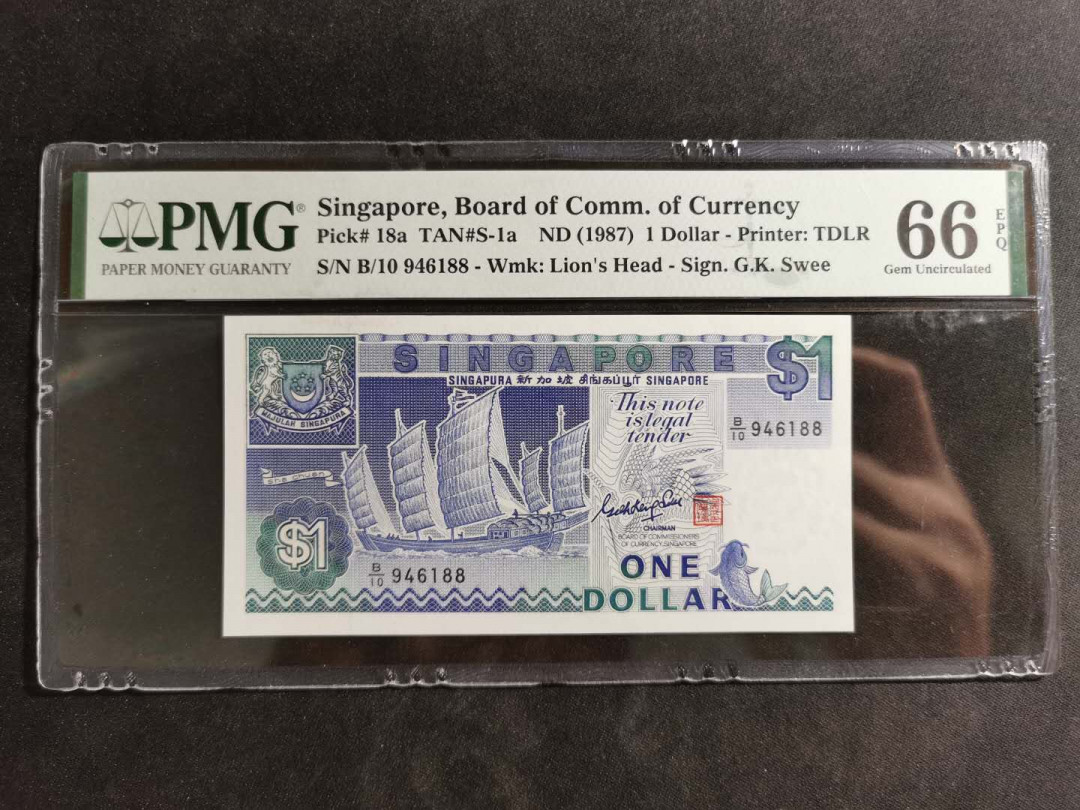 PMG®
PAPER MONEY GUARANTY
Singapore, Board of Comm. of Currency
Pick# 18a TAN#S-1a ND (1987) 1 Dollar - Printer: TDLR
S/N B/10 946188 - Wmk: Lion's Head - Sign. G.K. Swee
66
EPQ
Gem Uncirculated
SINGAPORE
$1
SINGAPURA 新加坡 சிங்கப்பூர் SINGAPORE
MAJULAH SINGAPURA
This note
is legal
tender
B/10 946188
$1
CHAIRMAN
BOARD OF COMMISSIONERS
OF CURRENCY, SINGAPORE
B/10 946188
ONE
DOLLAR